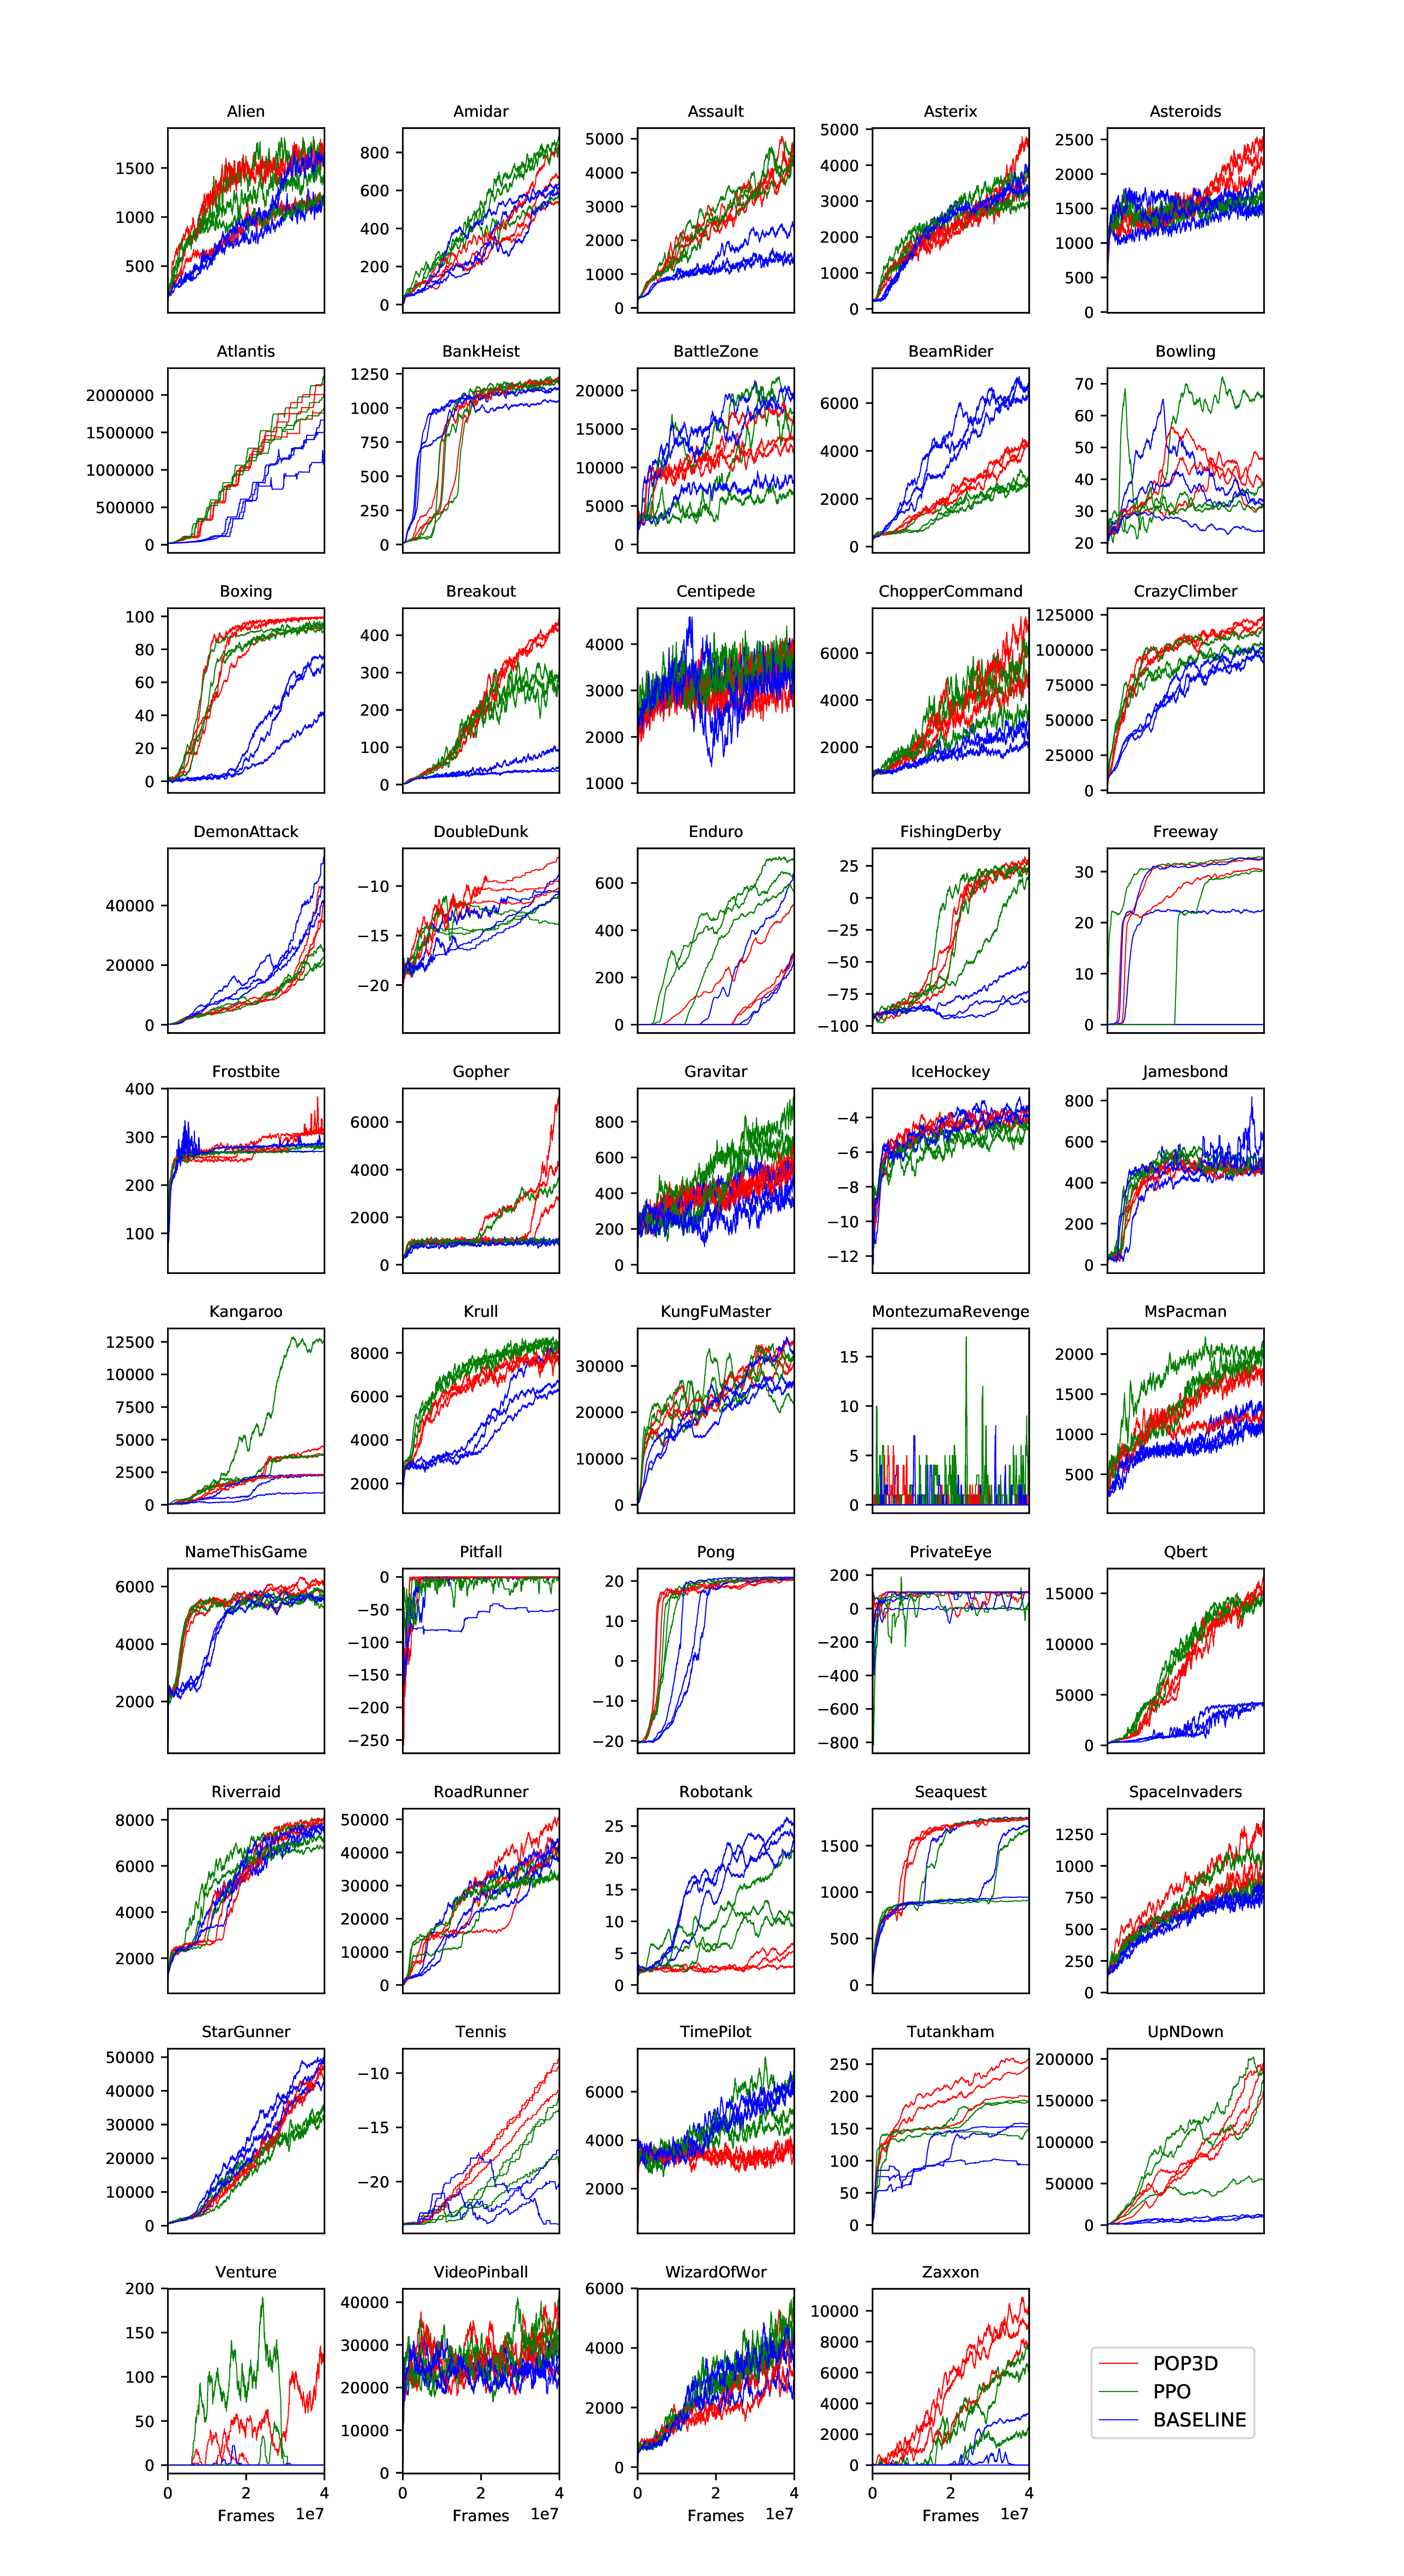 Alien Amidar Assault Asterix Asteroids
500 1000 1500
0 200 400 600 800
0 1000 2000 3000 4000 5000
0 1000 2000 3000 4000 5000
0 500 1000 1500 2000 2500
Atlantis BankHeist BattleZone BeamRider Bowling
0 500000 1000000 1500000 2000000
0 250 500 750 1000 1250
0 5000 10000 15000 20000
0 2000 4000 6000
20 30 40 50 60 70
Boxing Breakout Centipede ChopperCommand CrazyClimber
0 20 40 60 80 100
0 100 200 300 400
1000 2000 3000 4000
2000 4000 6000
0 25000 50000 75000 100000 125000
DemonAttack DoubleDunk Enduro FishingDerby Freeway
0 20000 40000
−20 −15 −10
0 200 400 600
−100 −75 −50 −25 0 25
0 10 20 30
Frostbite Gopher Gravitar IceHockey Jamesbond
100 200 300 400
0 2000 4000 6000
0 200 400 600 800
−12 −10 −8 −6 −4
0 200 400 600 800
Kangaroo Krull KungFuMaster MontezumaRevenge MsPacman
0 2500 5000 7500 10000 12500
2000 4000 6000 8000
0 10000 20000 30000
0 5 10 15
500 1000 1500 2000
NameThisGame Pitfall Pong PrivateEye Qbert
2000 4000 6000
−250 −200 −150 −100 −50 0
−20 −10 0 10 20
−800 −600 −400 −200 0 200
0 5000 10000 15000
Riverraid RoadRunner Robotank Seaquest SpaceInvaders
2000 4000 6000 8000
0 10000 20000 30000 40000 50000
0 5 10 15 20 25
0 500 1000 1500
0 250 500 750 1000 1250
StarGunner Tennis TimePilot Tutankham UpNDown
0 10000 20000 30000 40000 50000
−20 −15 −10
2000 4000 6000
0 50 100 150 200 250
0 50000 100000 150000 200000
Venture VideoPinball WizardOfWor Zaxxon
0 50 100 150 200
0 10000 20000 30000 40000
0 2000 4000 6000
0 2000 4000 6000 8000 10000
POP3D
PPO
BASELINE
0 2 4 0 2 4 0 2 4 0 2 4
Frames 1e7 Frames 1e7 Frames 1e7 Frames 1e7